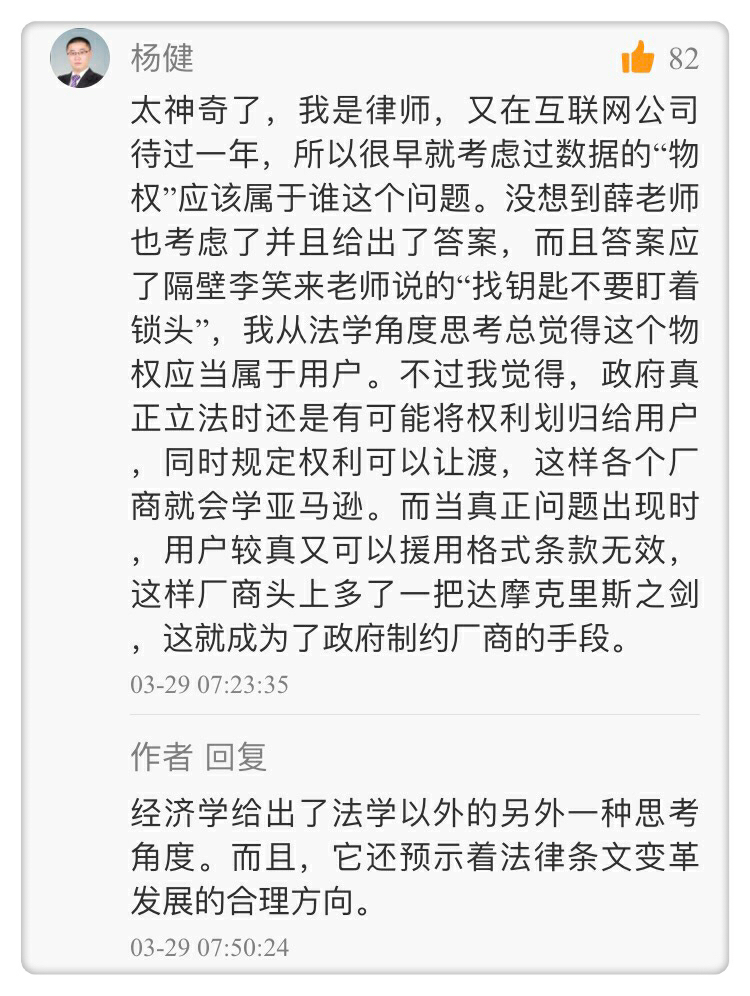 杨健
82
太神奇了，我是律师，又在互联网公司
待过一年，所以很早就考虑过数据的“物
权”应该属于谁这个问题。没想到薛老师
也考虑了并且给出了答案，而且答案应
了隔壁李笑来老师说的“找钥匙不要盯着
锁头”，我从法学角度思考总觉得这个物
权应当属于用户。不过我觉得，政府真
正立法时还是有可能将权利划归给用户
，同时规定权利可以让渡，这样各个厂
商就会学亚马逊。而当真正问题出现时
，用户较真又可以援用格式条款无效，
这样厂商头上多了一把达摩克里斯之剑
，这就成为了政府制约厂商的手段。
03-29 07:23:35
作者 回复
经济学给出了法学以外的另外一种思考
角度。而且，它还预示着法律条文变革
发展的合理方向。
03-29 07:50:24